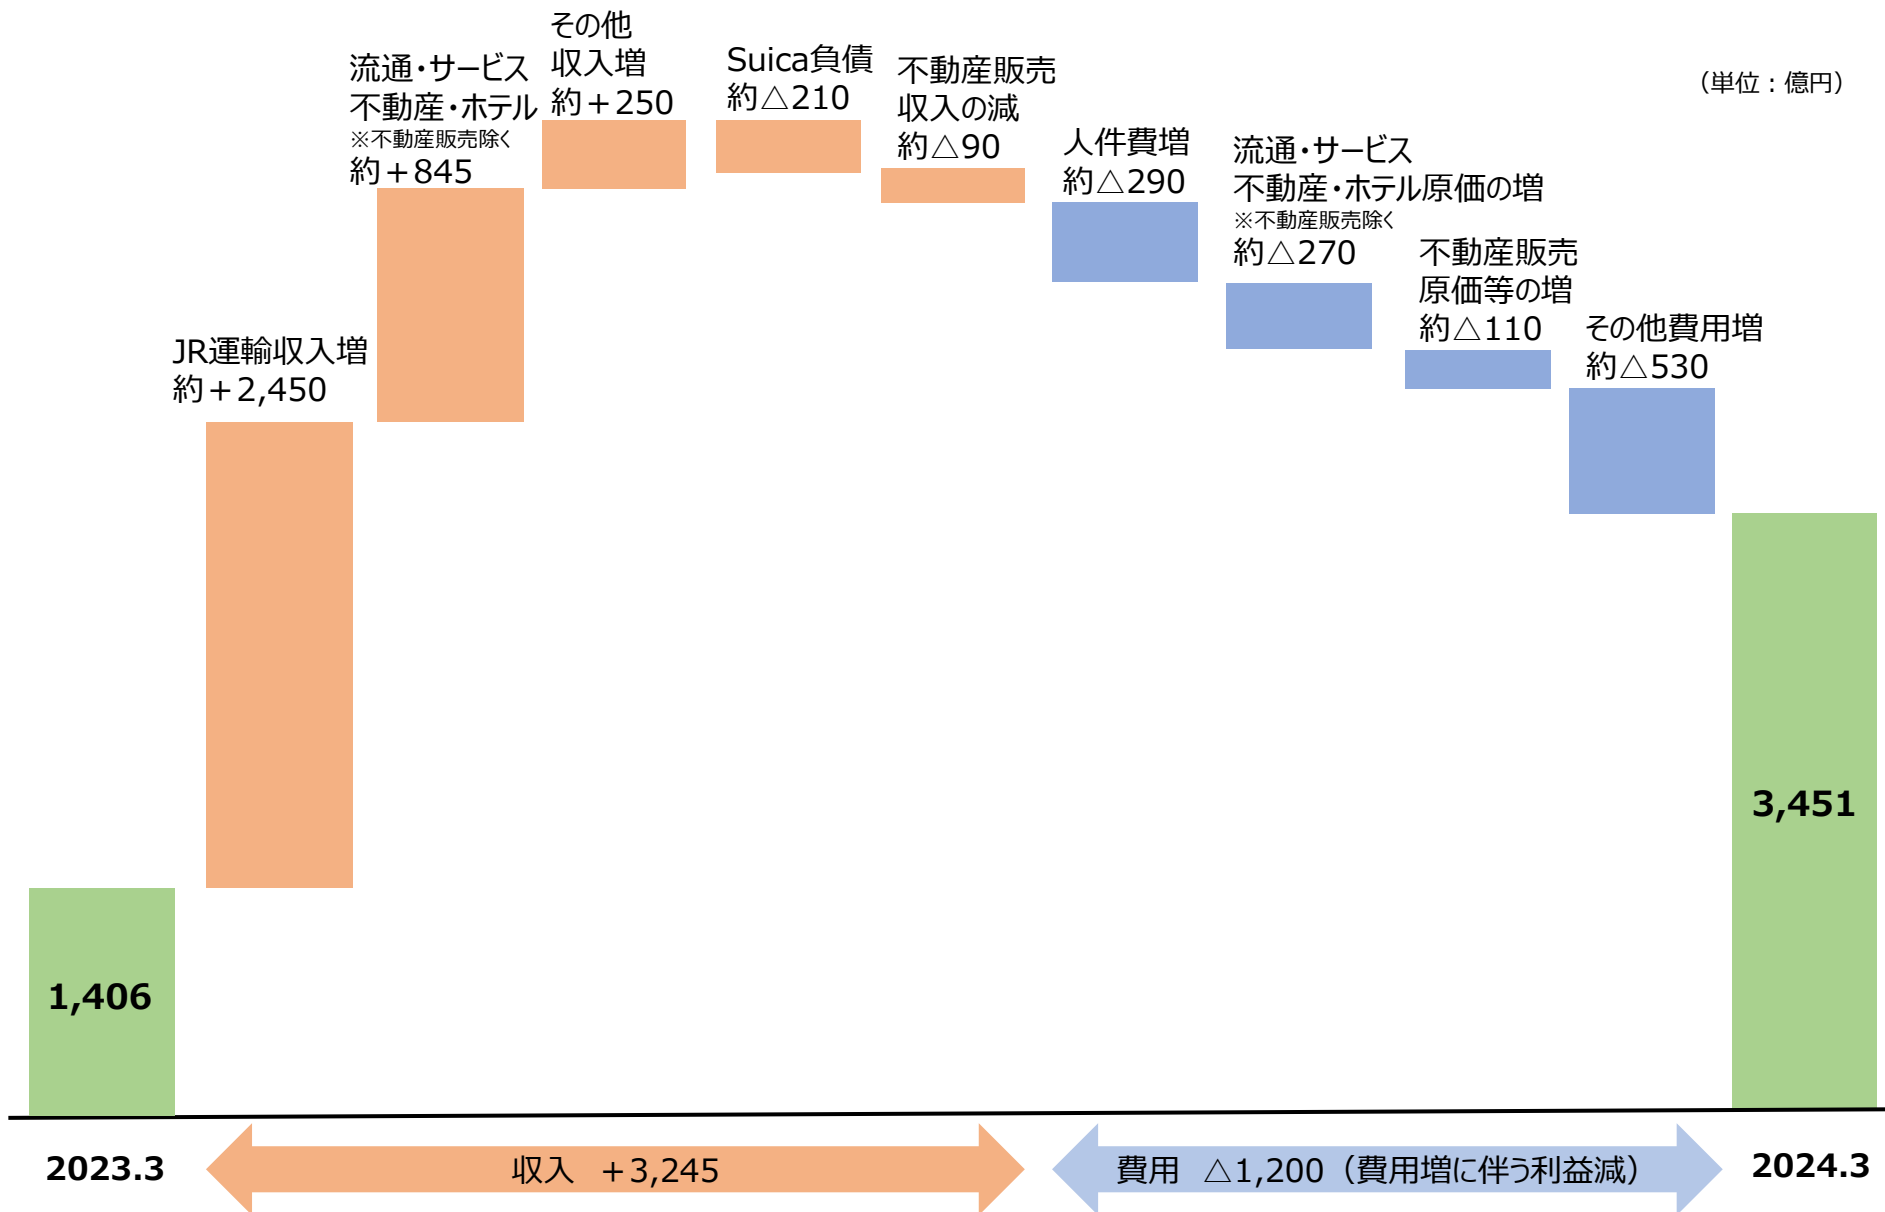 （単位：億円）
JR運輸収入増
約＋2,450
流通・サービス
不動産・ホテル
※不動産販売除く
約＋845
その他
収入増
約＋250
Suica負債
約△210
不動産販売
収入の減
約△90
人件費増
約△290
流通・サービス
不動産・ホテル原価の増
※不動産販売除く
約△270
不動産販売
原価等の増
約△110
その他費用増
約△530
1,406
3,451
2023.3
収入　＋3,245
費用　△1,200（費用増に伴う利益減）
2024.3